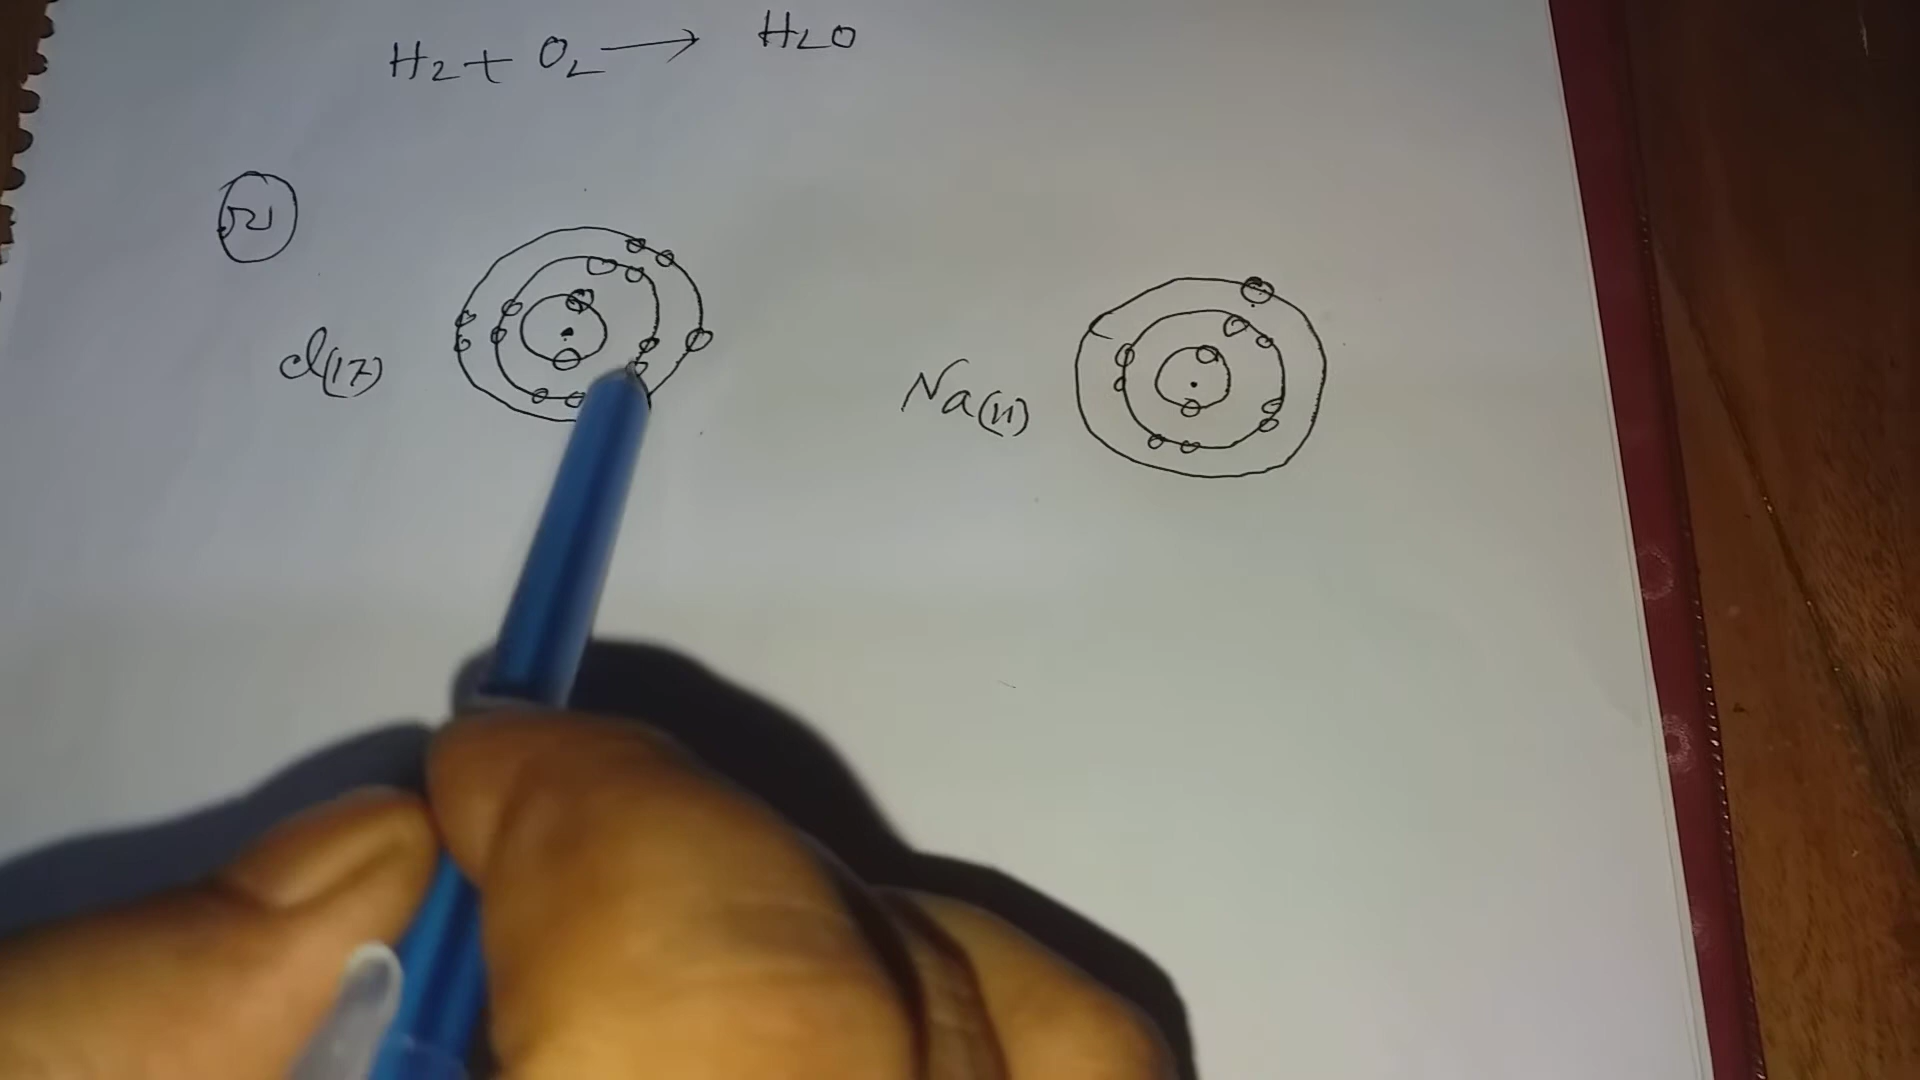 H2 + O2 → H2O
Cl(17)
Na(11)